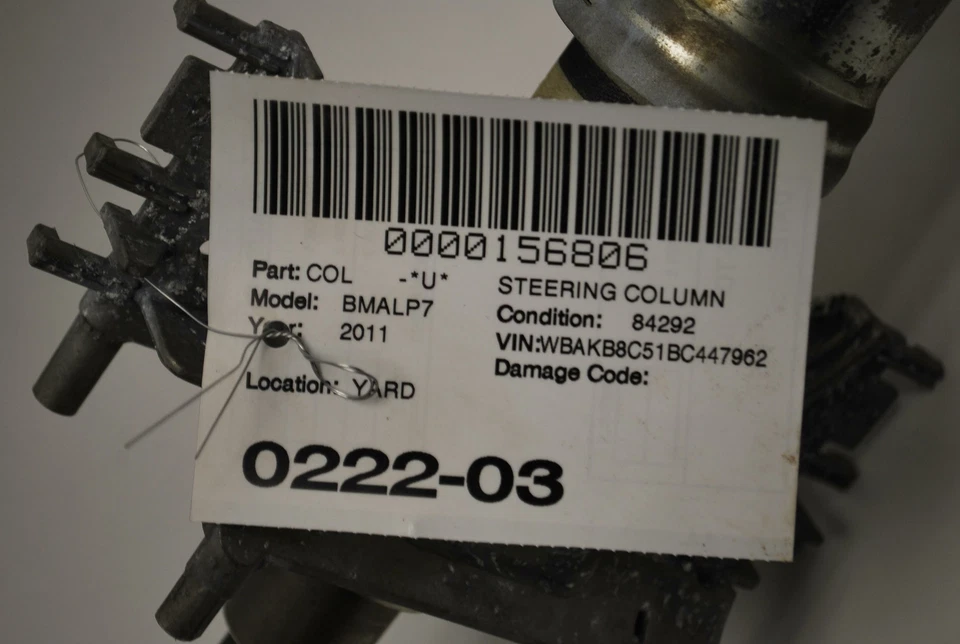 0000156806
Part: COL -*U* STEERING COLUMN
Model: BMALP7 Condition: 84292
Year: 2011 VIN:WBAKB8C51BC447962
Damage Code:
Location: YARD
0222-03